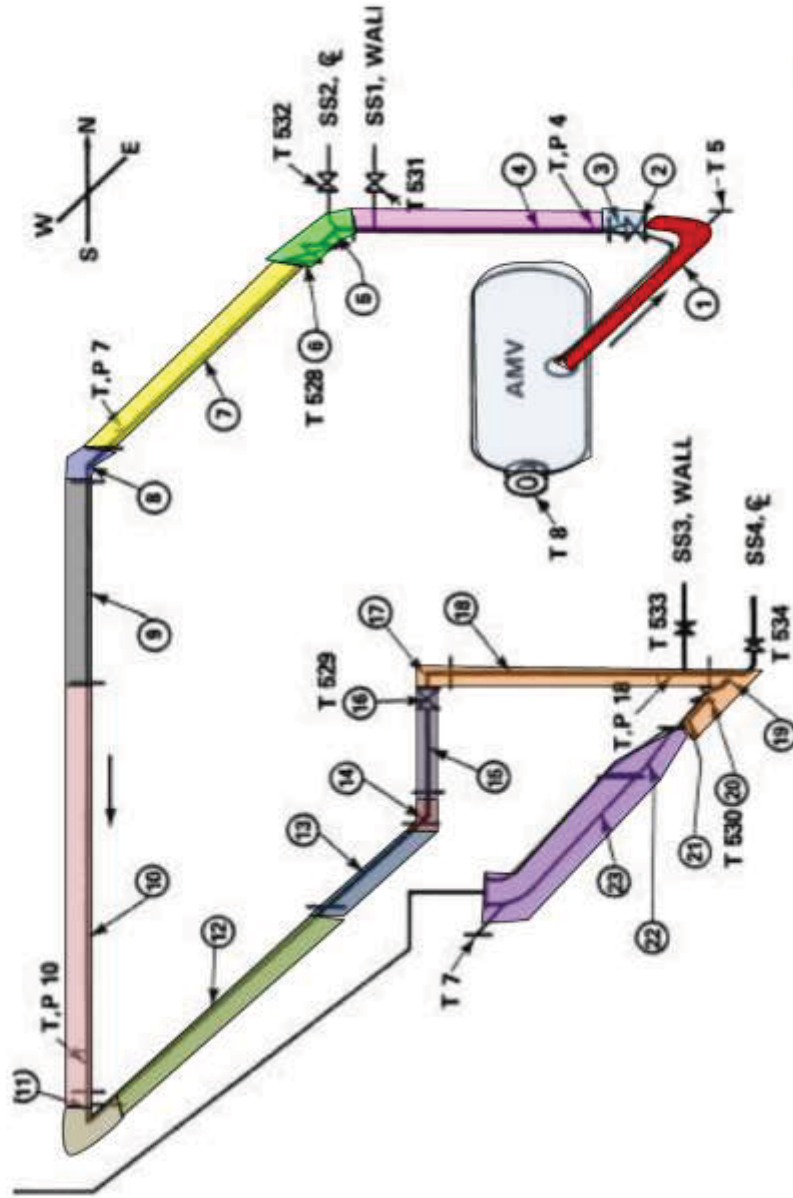 W
N
S
E
T 532
SS2, ℄
SS1, WALL
T 531
④
T,P 4
③
②
T 5
①
⑤
⑥
T 528
⑦
T,P 7
⑧
⑨
AMV
T 8
⑩
T,P 10
⑪
⑫
⑬
⑭
⑮
⑯
T 529
⑰
⑱
T 533
SS3, WALL
SS4, ℄
T 534
T,P 18
⑲
⑳
T 530
㉑
㉒
㉓
T 7